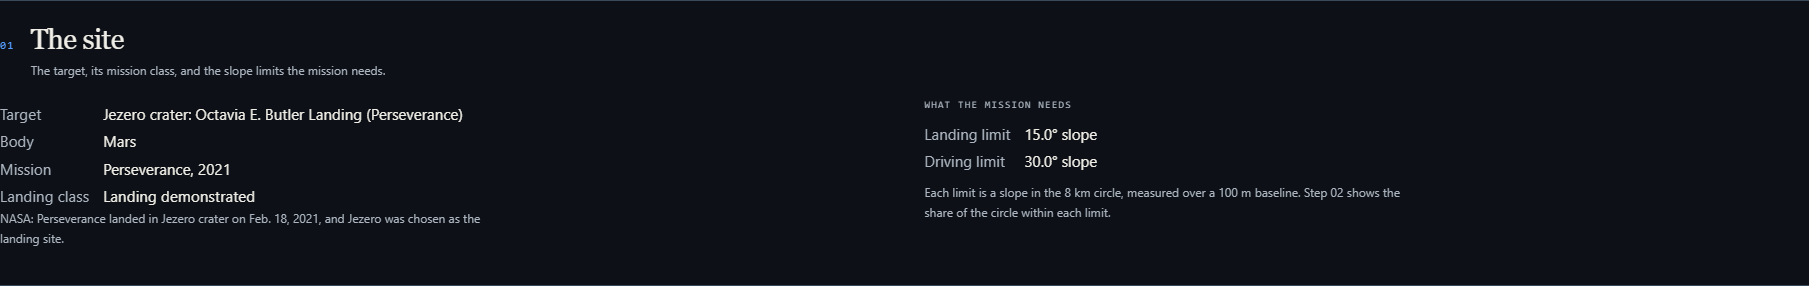 01 The site
The target, its mission class, and the slope limits the mission needs.
Target Jezero crater: Octavia E. Butler Landing (Perseverance)
Body Mars
Mission Perseverance, 2021
Landing class Landing demonstrated
NASA: Perseverance landed in Jezero crater on Feb. 18, 2021, and Jezero was chosen as the
landing site.
WHAT THE MISSION NEEDS
Landing limit 15.0° slope
Driving limit 30.0° slope
Each limit is a slope in the 8 km circle, measured over a 100 m baseline. Step 02 shows the
share of the circle within each limit.